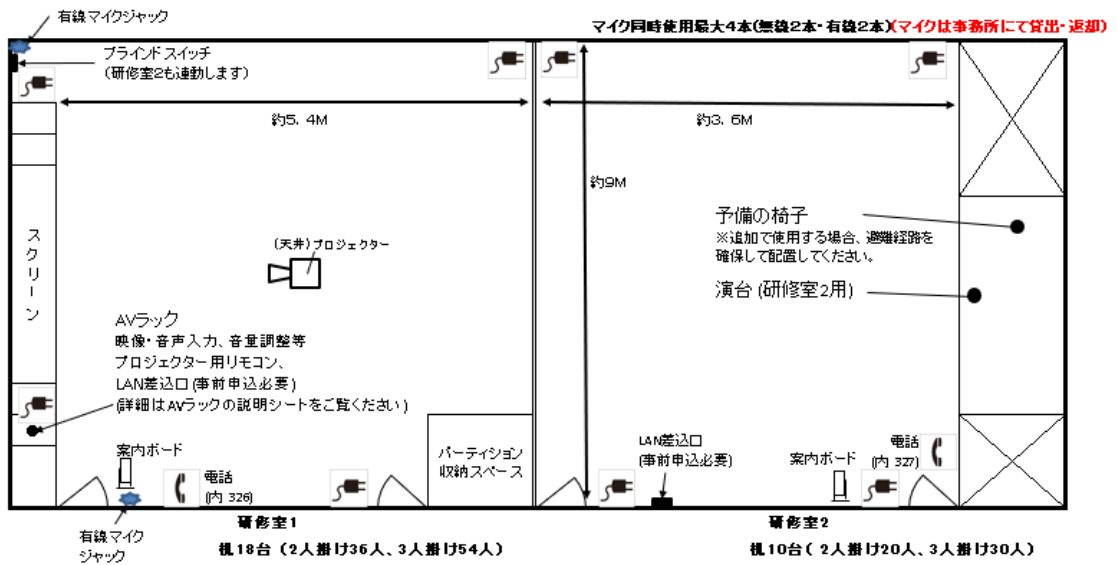 有線マイクジャック
マイク同時使用最大4本(無線2本・有線2本)(マイクは事務所にて貸出・返却)
ブラインドスイッチ
(研修室2も連動します)
約5.4M
約3.6M
約9M
スクリーン
(天井)プロジェクター
予備の椅子
※追加で使用する場合、避難経路を
確保して配置してください。
演台 (研修室2用)
AVラック
映像・音声入力、音量調整等
プロジェクター用リモコン、
LAN差込口 (事前申込必要)
(詳細はAVラックの説明シートをご覧ください)
案内ボード
電話
(内 326)
パーティション
収納スペース
LAN差込口
(事前申込必要)
案内ボード
電話
(内 327)
有線マイク
ジャック
研修室1
机18台 (2人掛け36人、3人掛け54人)
研修室2
机10台( 2人掛け20人、3人掛け30人)